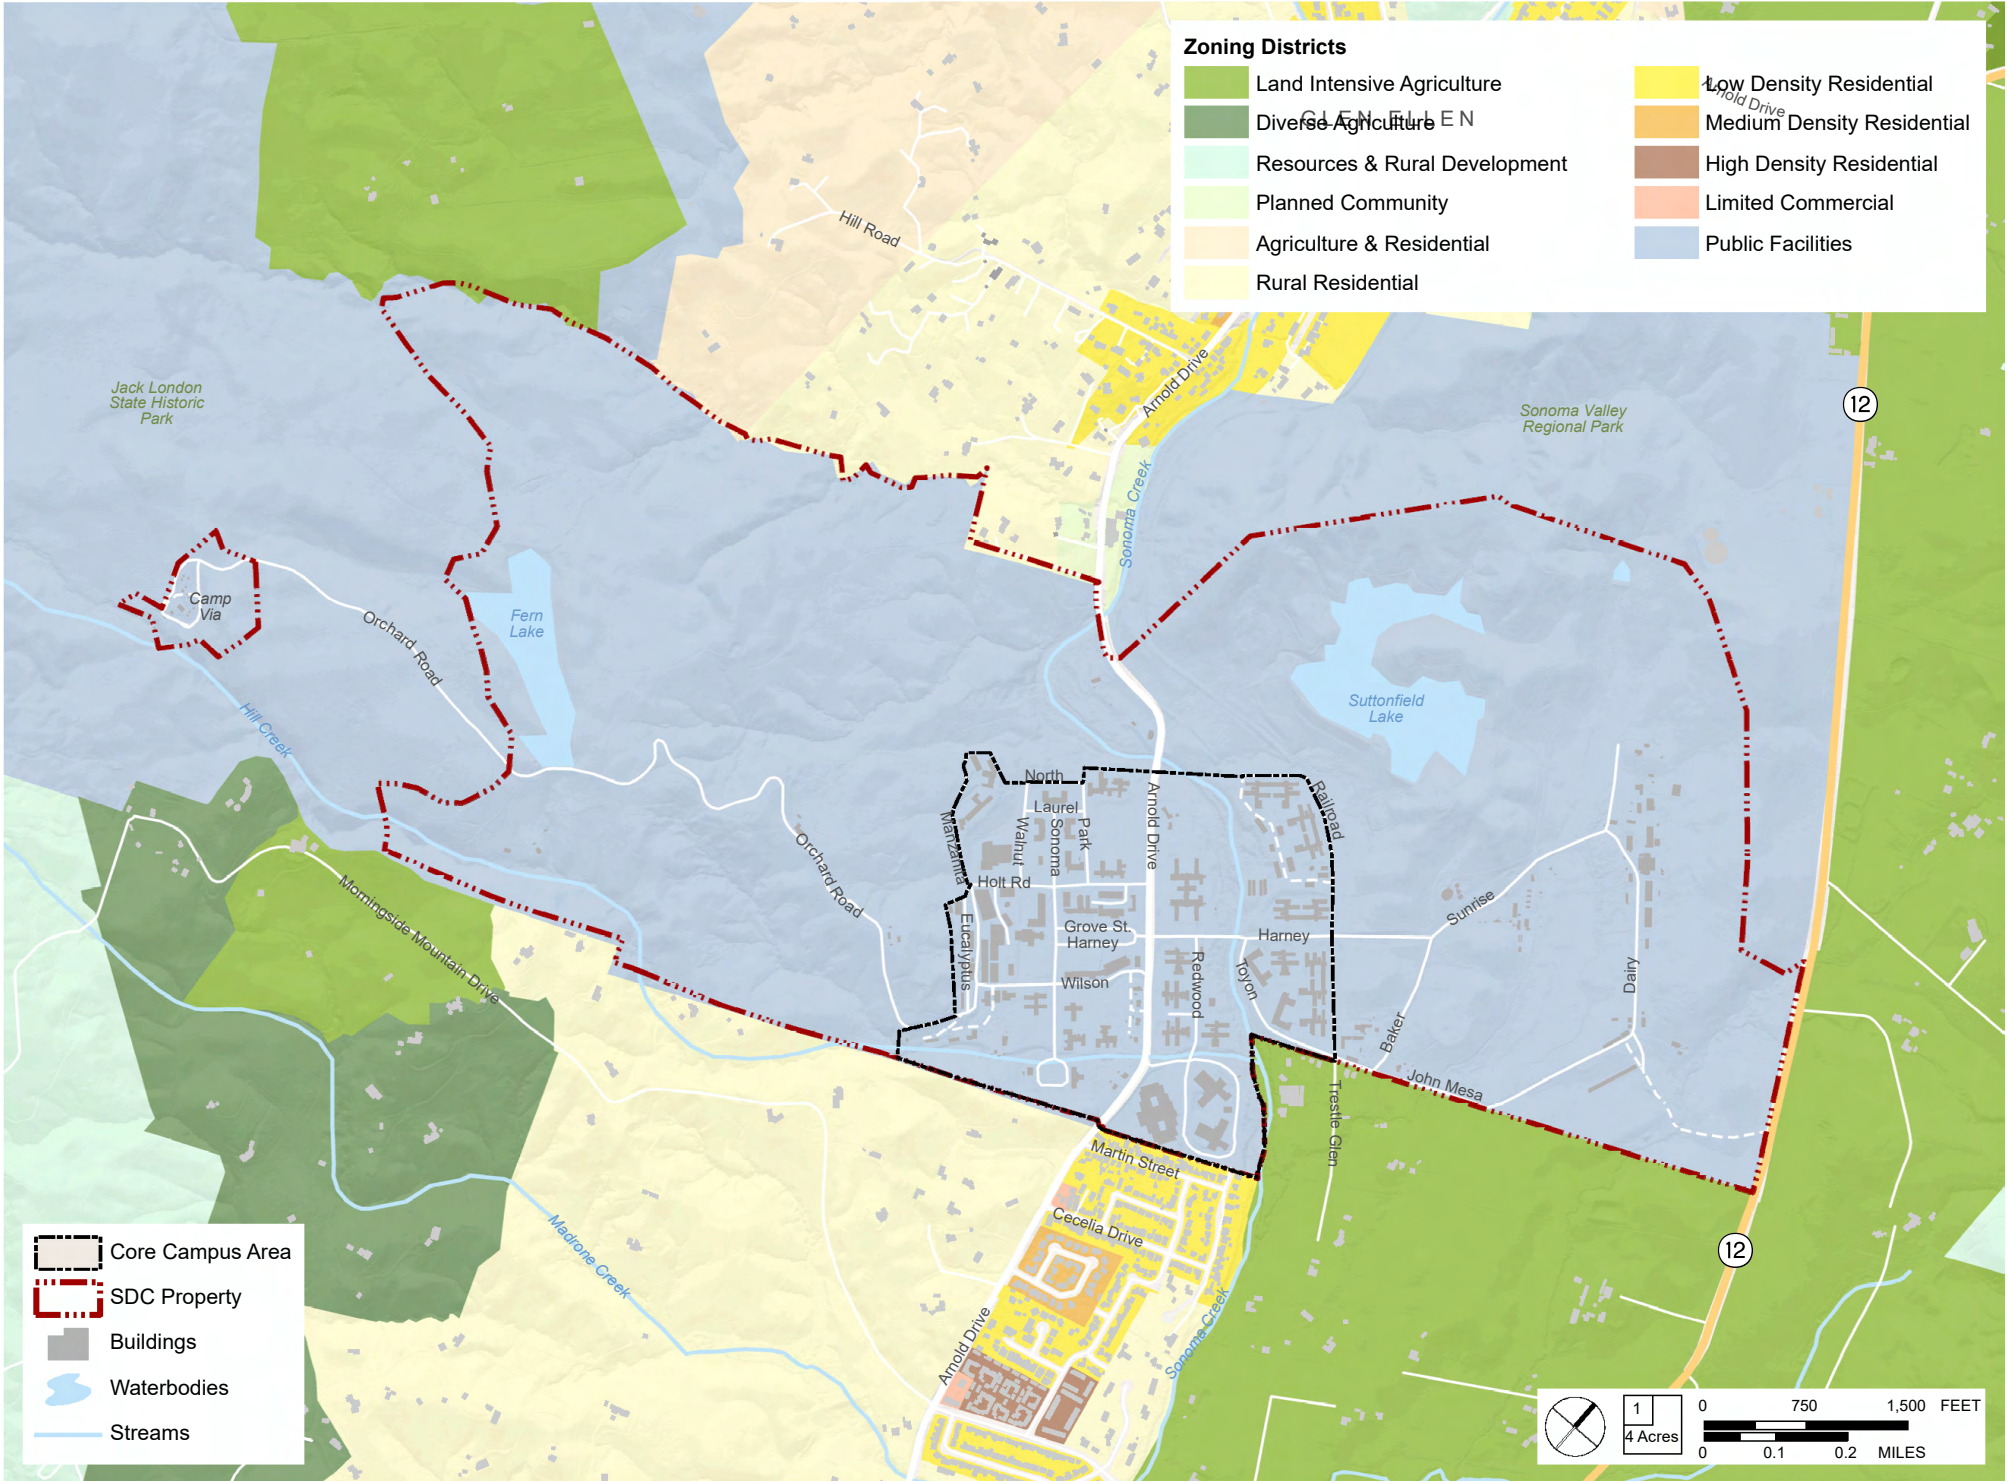 Zoning Districts
Land Intensive Agriculture
Diverse Agriculture
Resources & Rural Development
Planned Community
Agriculture & Residential
Rural Residential
Low Density Residential
Medium Density Residential
High Density Residential
Limited Commercial
Public Facilities
GLEN ELLEN
Arnold Drive
Hill Road
Arnold Drive
Jack London
State Historic
Park
Sonoma Valley
Regional Park
12
Sonoma Creek
Camp
Via
Orchard Road
Fern
Lake
Hill Creek
Suttonfield
Lake
North
Laurel
Manzanita
Walnut
Sonoma
Park
Arnold Drive
Railroad
Orchard Road
Holt Rd
Eucalyptus
Grove St.
Harney
Harney
Sunrise
Wilson
Redwood
Toyon
Dairy
Baker
Morningside Mountain Drive
John Mesa
Trestle Glen
Martin Street
Cecelia Drive
Madrone Creek
Arnold Drive
Sonoma Creek
12
Core Campus Area
SDC Property
Buildings
Waterbodies
Streams
1
4 Acres
0 750 1,500 FEET
0 0.1 0.2 MILES